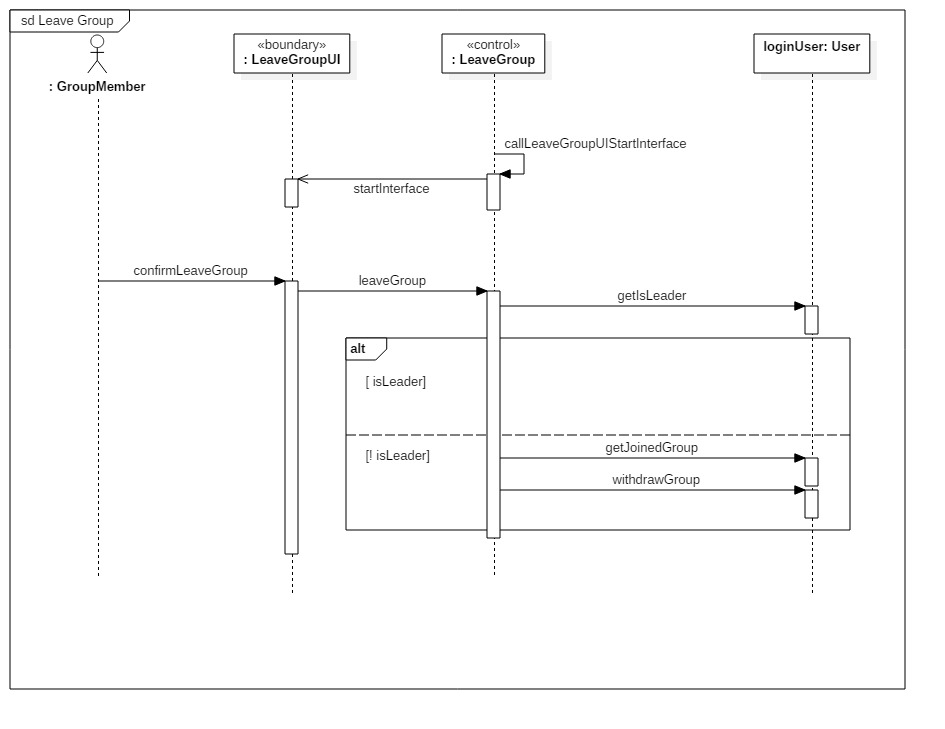 sd Leave Group
«boundary»
: LeaveGroupUI
«control»
: LeaveGroup
loginUser: User
: GroupMember
callLeaveGroupUIStartInterface
startInterface
confirmLeaveGroup
leaveGroup
getIsLeader
alt
[ isLeader]
getJoinedGroup
[! isLeader]
withdrawGroup